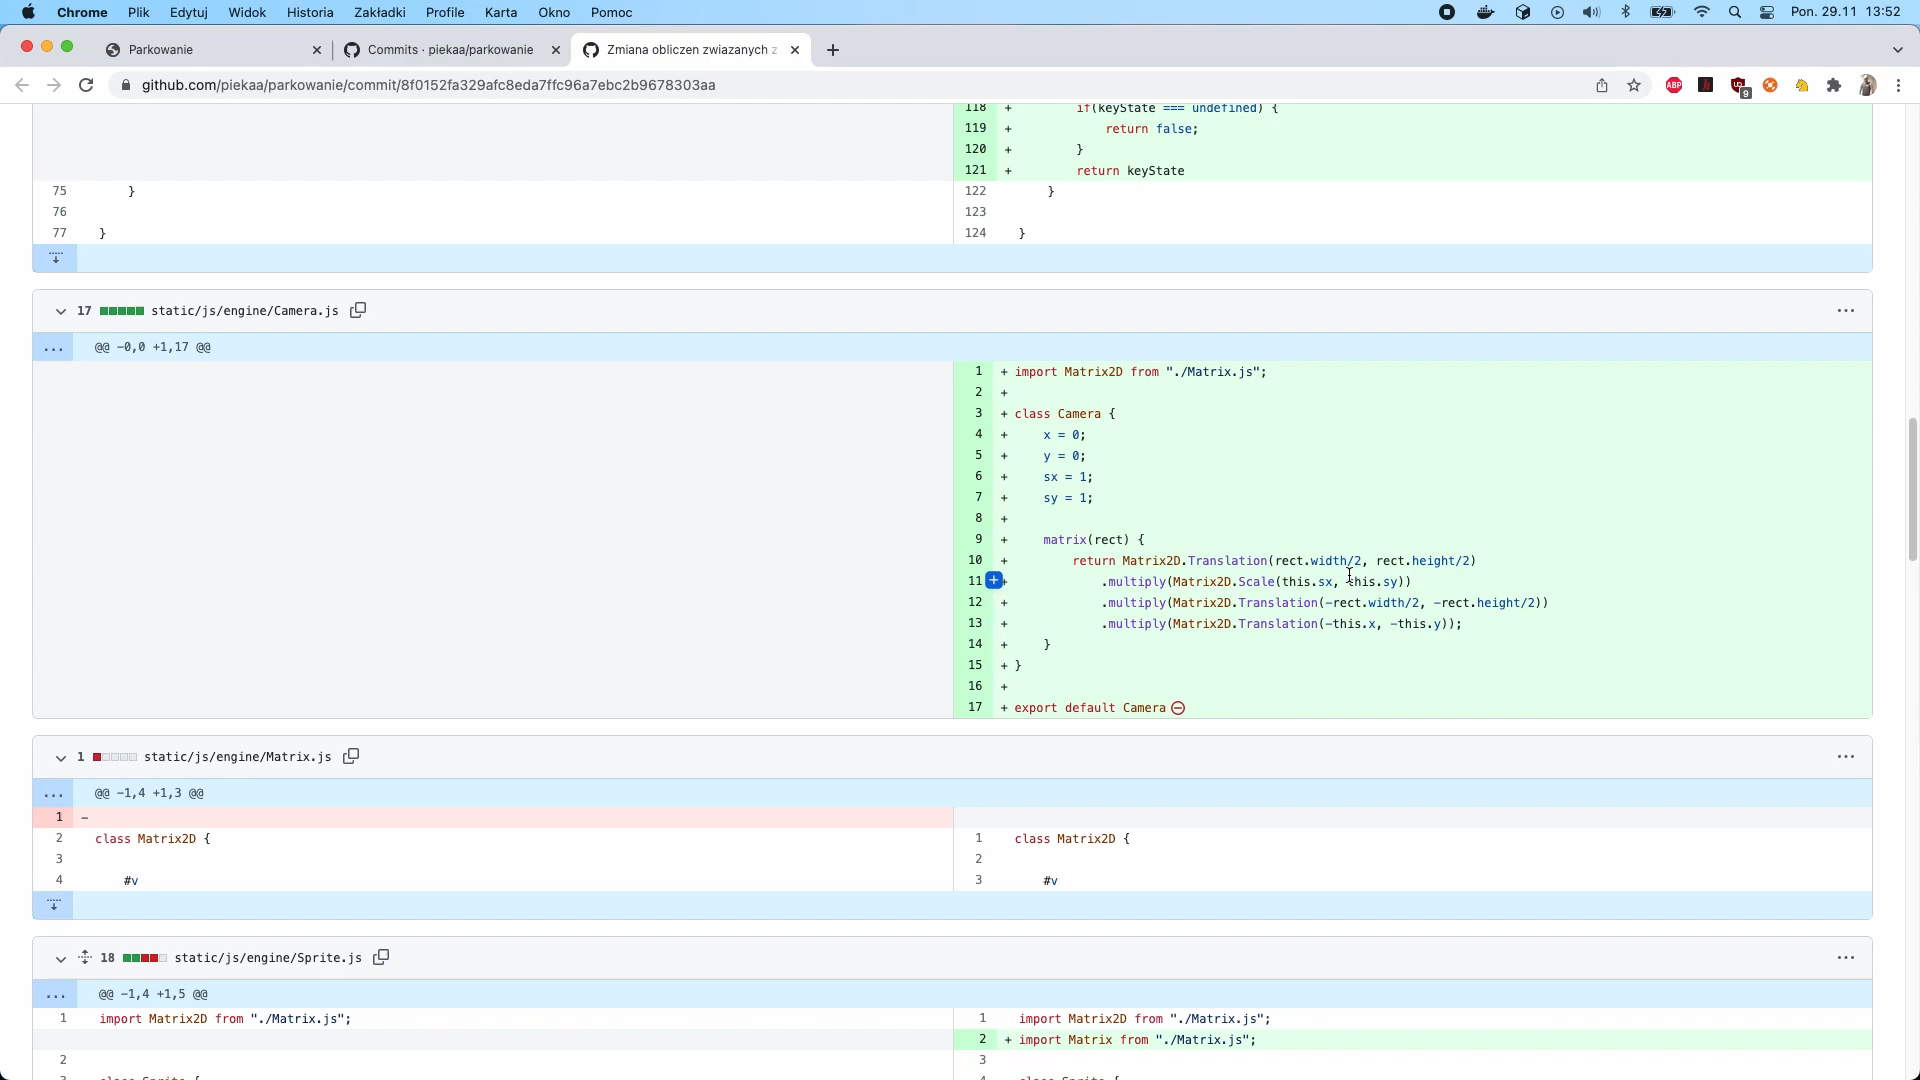 Chrome Plik Edytuj Widok Historia Zakładki Profile Karta Okno Pomoc Pon. 29.11 13:52
Parkowanie
Commits · piekaa/parkowanie
Zmiana obliczen zwiazanych z
github.com/piekaa/parkowanie/commit/8f0152fa329afc8eda7ffc96a7ebc2b9678303aa
ABP
9
118 + if(keyState === undefined) {
119 + return false;
120 + }
121 + return keyState
75 } 122 }
76 123
77 } 124 }
17 static/js/engine/Camera.js
... @@ -0,0 +1,17 @@
1 + import Matrix2D from "./Matrix.js";
2 +
3 + class Camera {
4 + x = 0;
5 + y = 0;
6 + sx = 1;
7 + sy = 1;
8 +
9 + matrix(rect) {
10 + return Matrix2D.Translation(rect.width/2, rect.height/2)
11 + .multiply(Matrix2D.Scale(this.sx, this.sy))
12 + .multiply(Matrix2D.Translation(-rect.width/2, -rect.height/2))
13 + .multiply(Matrix2D.Translation(-this.x, -this.y));
14 + }
15 + }
16 +
17 + export default Camera
1 static/js/engine/Matrix.js
... @@ -1,4 +1,3 @@
1 -
2 class Matrix2D { 1 class Matrix2D {
3 2
4 #v 3 #v
18 static/js/engine/Sprite.js
... @@ -1,4 +1,5 @@
1 import Matrix2D from "./Matrix.js"; 1 import Matrix2D from "./Matrix.js";
2 + import Matrix from "./Matrix.js";
2 3
3 class Sprite { 4 class Sprite {